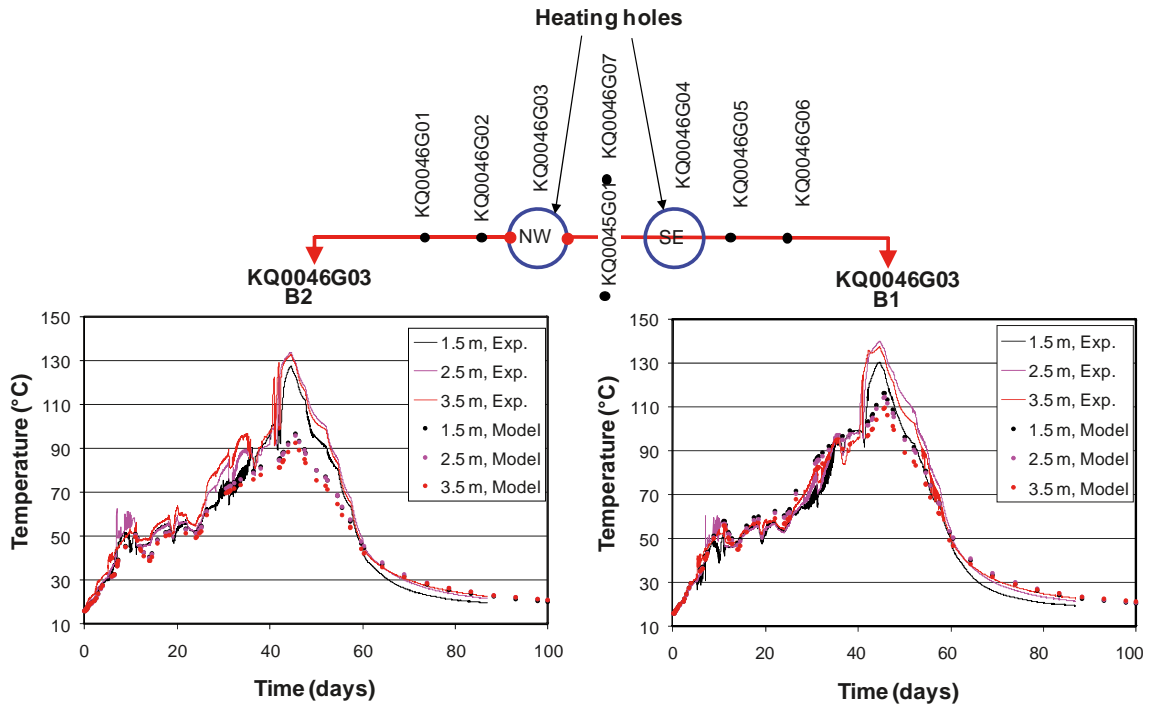 Heating holes
KQ0046G01
KQ0046G02
KQ0046G03
KQ0046G07
KQ0045G01
KQ0046G04
KQ0046G05
KQ0046G06
NW
SE
KQ0046G03
B2
KQ0046G03
B1
Temperature (°C)
150
130
110
90
70
50
30
10
0
20
40
60
80
100
Time (days)
1.5 m, Exp.
2.5 m, Exp.
3.5 m, Exp.
1.5 m, Model
2.5 m, Model
3.5 m, Model
Temperature (°C)
150
130
110
90
70
50
30
10
0
20
40
60
80
100
Time (days)
1.5 m, Exp.
2.5 m, Exp.
3.5 m, Exp.
1.5 m, Model
2.5 m, Model
3.5 m, Model